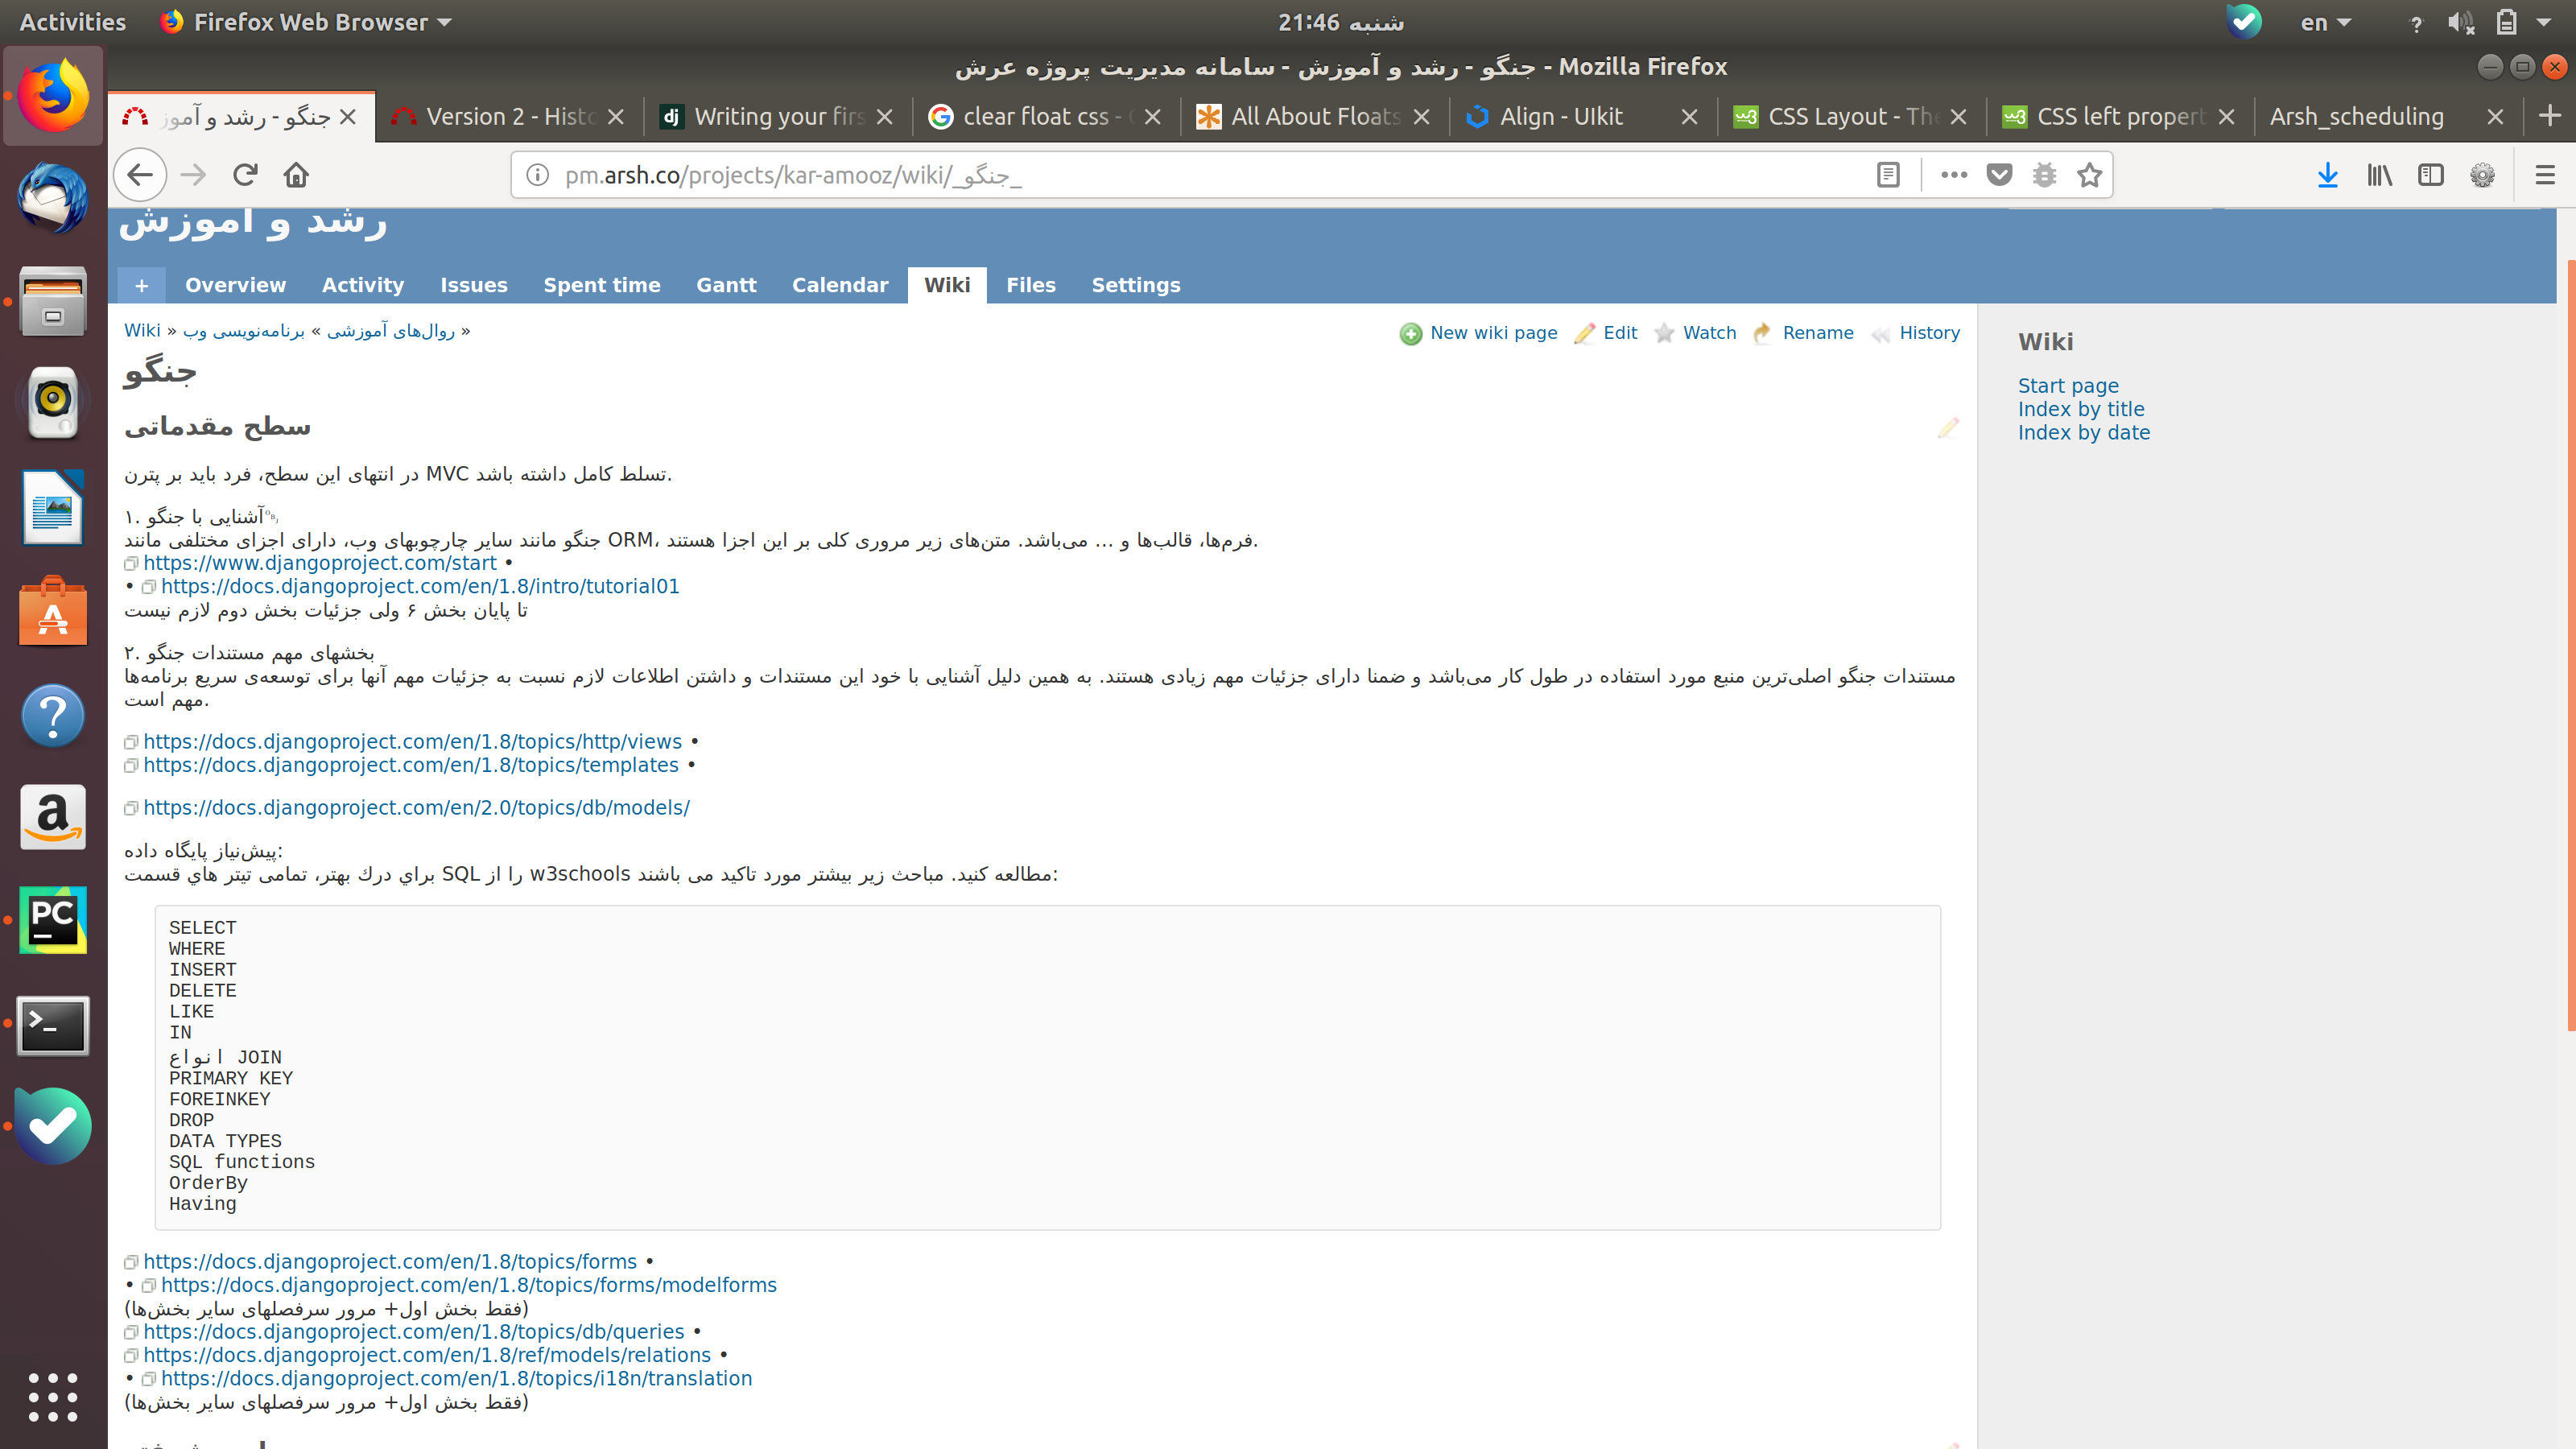 Activities Firefox Web Browser شنبه 21:46 en
جنگو - رشد و آموزش - سامانه مدیریت پروژه عرش - Mozilla Firefox
جنگو - رشد و آموز Version 2 - Histo Writing your firs clear float css - All About Floats Align - UIkit CSS Layout - The CSS left propert Arsh_scheduling
pm.arsh.co/projects/kar-amooz/wiki/_جنگو_
رشد و آموزش
+ Overview Activity Issues Spent time Gantt Calendar Wiki Files Settings
Wiki » برنامه‌نویسی وب » روال‌های آموزشی »
New wiki page Edit Watch Rename History
جنگو
سطح مقدماتی
در انتهای این سطح، فرد باید بر پترن MVC تسلط کامل داشته باشد.
۱. آشنایی با جنگو
جنگو مانند سایر چارچوبهای وب، دارای اجزای مختلفی مانند ORM، فرم‌ها، قالب‌ها و ... می‌باشد. متن‌های زیر مروری کلی بر این اجزا هستند.
https://www.djangoproject.com/start •
• https://docs.djangoproject.com/en/1.8/intro/tutorial01
تا پایان بخش ۶ ولی جزئیات بخش دوم لازم نیست
۲. بخشهای مهم مستندات جنگو
مستندات جنگو اصلی‌ترین منبع مورد استفاده در طول کار می‌باشد و ضمنا دارای جزئیات مهم زیادی هستند. به همین دلیل آشنایی با خود این مستندات و داشتن اطلاعات لازم نسبت به جزئیات مهم آنها برای توسعه‌ی سریع برنامه‌ها
مهم است.
https://docs.djangoproject.com/en/1.8/topics/http/views •
https://docs.djangoproject.com/en/1.8/topics/templates •
https://docs.djangoproject.com/en/2.0/topics/db/models/
پیش‌نیاز پایگاه داده:
براي درك بهتر، تمامی تیتر هاي قسمت SQL را از w3schools مطالعه کنید. مباحث زیر بیشتر مورد تاکید می باشند:
SELECT
WHERE
INSERT
DELETE
LIKE
IN
انواع JOIN
PRIMARY KEY
FOREINKEY
DROP
DATA TYPES
SQL functions
OrderBy
Having
https://docs.djangoproject.com/en/1.8/topics/forms •
• https://docs.djangoproject.com/en/1.8/topics/forms/modelforms
(فقط بخش اول+ مرور سرفصلهای سایر بخش‌ها)
https://docs.djangoproject.com/en/1.8/topics/db/queries •
https://docs.djangoproject.com/en/1.8/ref/models/relations •
• https://docs.djangoproject.com/en/1.8/topics/i18n/translation
(فقط بخش اول+ مرور سرفصلهای سایر بخش‌ها)
Wiki
Start page
Index by title
Index by date